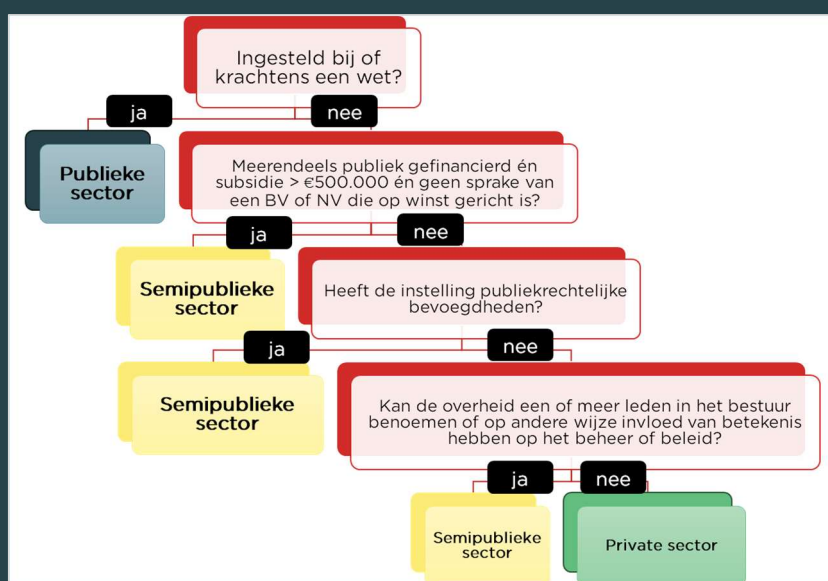 Ingesteld bij of
krachtens een wet?
ja
nee
Publieke
sector
Meerendeels publiek gefinancierd én
subsidie > €500.000 én geen sprake van
een BV of NV die op winst gericht is?
ja
nee
Semipublieke
sector
Heeft de instelling publiekrechtelijke
bevoegdheden?
ja
nee
Semipublieke
sector
Kan de overheid een of meer leden in het bestuur
benoemen of op andere wijze invloed van betekenis
hebben op het beheer of beleid?
ja
nee
Semipublieke
sector
Private sector